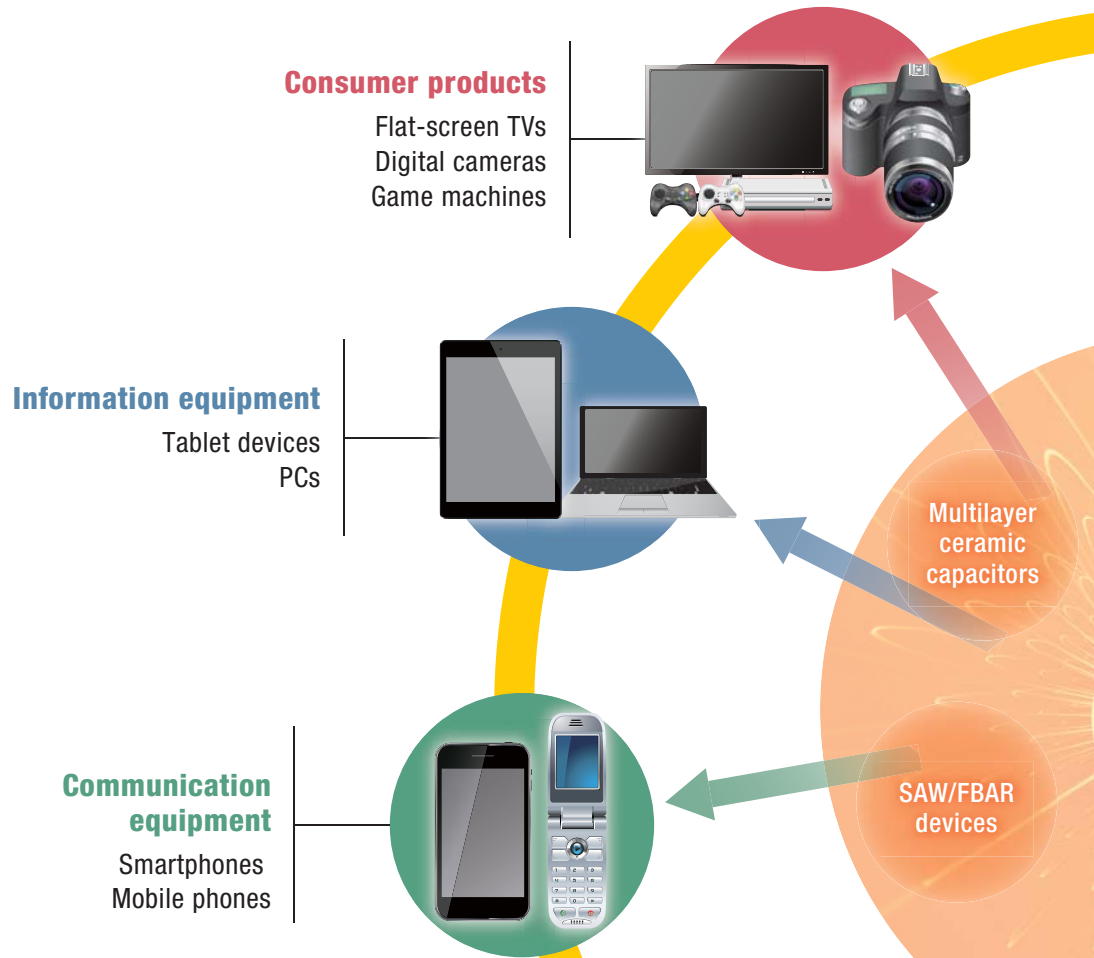 Consumer products
Flat-screen TVs
Digital cameras
Game machines
Information equipment
Tablet devices
PCs
Multilayer
ceramic
capacitors
Communication
equipment
Smartphones
Mobile phones
SAW/FBAR
devices